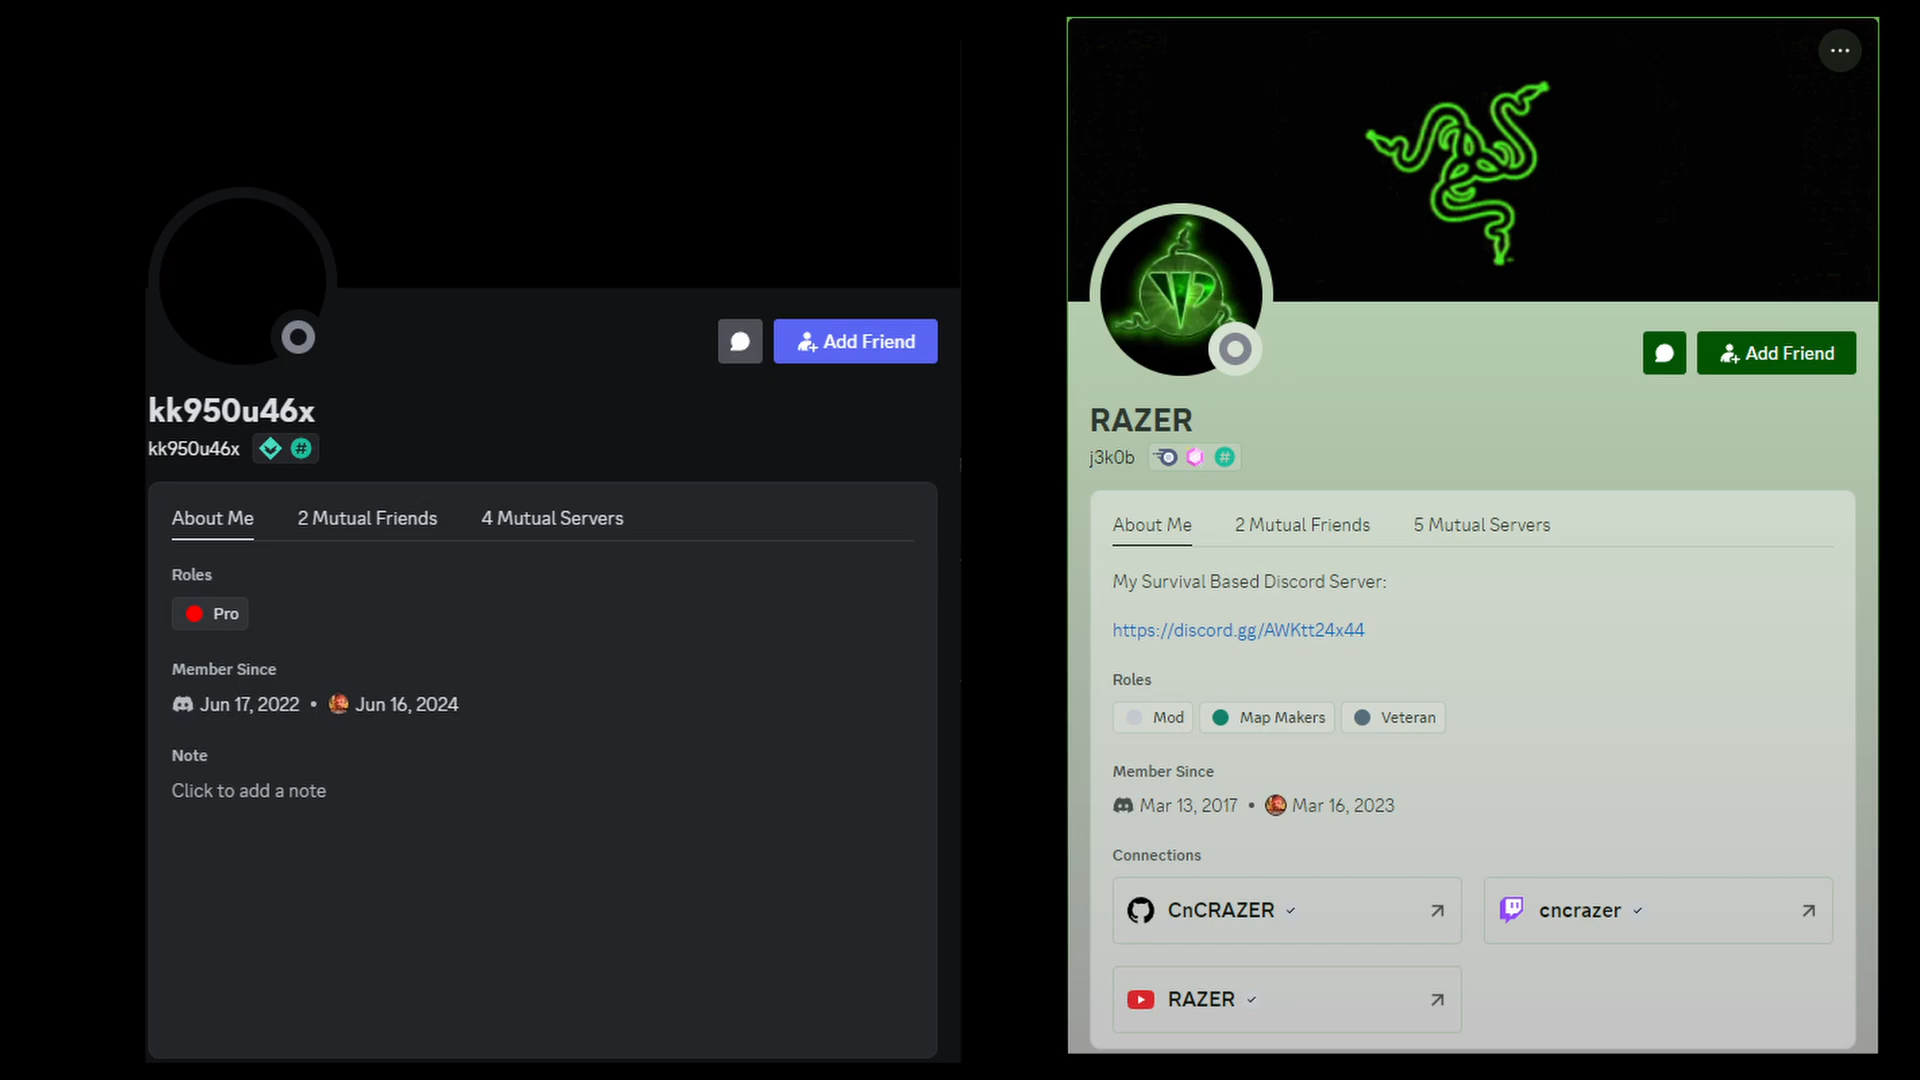 kk950u46x
kk950u46x
Add Friend
About Me 2 Mutual Friends 4 Mutual Servers
Roles
Pro
Member Since
Jun 17, 2022 • Jun 16, 2024
Note
Click to add a note
RAZER
j3k0b
Add Friend
About Me 2 Mutual Friends 5 Mutual Servers
My Survival Based Discord Server:
https://discord.gg/AWKtt24x44
Roles
Mod Map Makers Veteran
Member Since
Mar 13, 2017 • Mar 16, 2023
Connections
CnCRAZER cncrazer
RAZER